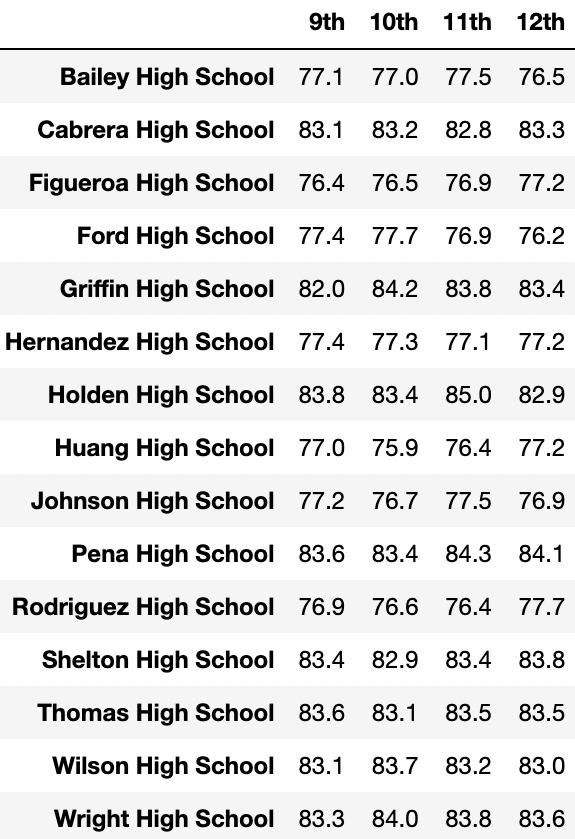 9th 10th 11th 12th
Bailey High School 77.1 77.0 77.5 76.5
Cabrera High School 83.1 83.2 82.8 83.3
Figueroa High School 76.4 76.5 76.9 77.2
Ford High School 77.4 77.7 76.9 76.2
Griffin High School 82.0 84.2 83.8 83.4
Hernandez High School 77.4 77.3 77.1 77.2
Holden High School 83.8 83.4 85.0 82.9
Huang High School 77.0 75.9 76.4 77.2
Johnson High School 77.2 76.7 77.5 76.9
Pena High School 83.6 83.4 84.3 84.1
Rodriguez High School 76.9 76.6 76.4 77.7
Shelton High School 83.4 82.9 83.4 83.8
Thomas High School 83.6 83.1 83.5 83.5
Wilson High School 83.1 83.7 83.2 83.0
Wright High School 83.3 84.0 83.8 83.6